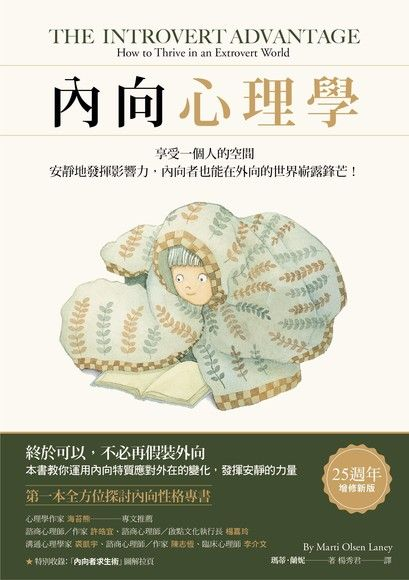 THE INTROVERT ADVANTAGE
How to Thrive in an Extrovert World
內向心理學
享受一個人的空間
安靜地發揮影響力，內向者也能在外向的世界嶄露鋒芒！
終於可以，不必再假裝外向
本書教你運用內向特質應對外在的變化，發揮安靜的力量
第一本全方位探討內向性格專書
心理學作家 海苔熊——專文推薦
諮商心理師／作家 許皓宜、諮商心理師／啟點文化執行長 楊嘉玲
溝通心理學家 裘凱宇、諮商心理師／作家 陳志恆、臨床心理師 李介文
★ 特別收錄：「內向者求生術」圖解拉頁
25週年
增修新版
By Marti Olsen Laney
瑪蒂・蘭妮——著 楊秀君——譯